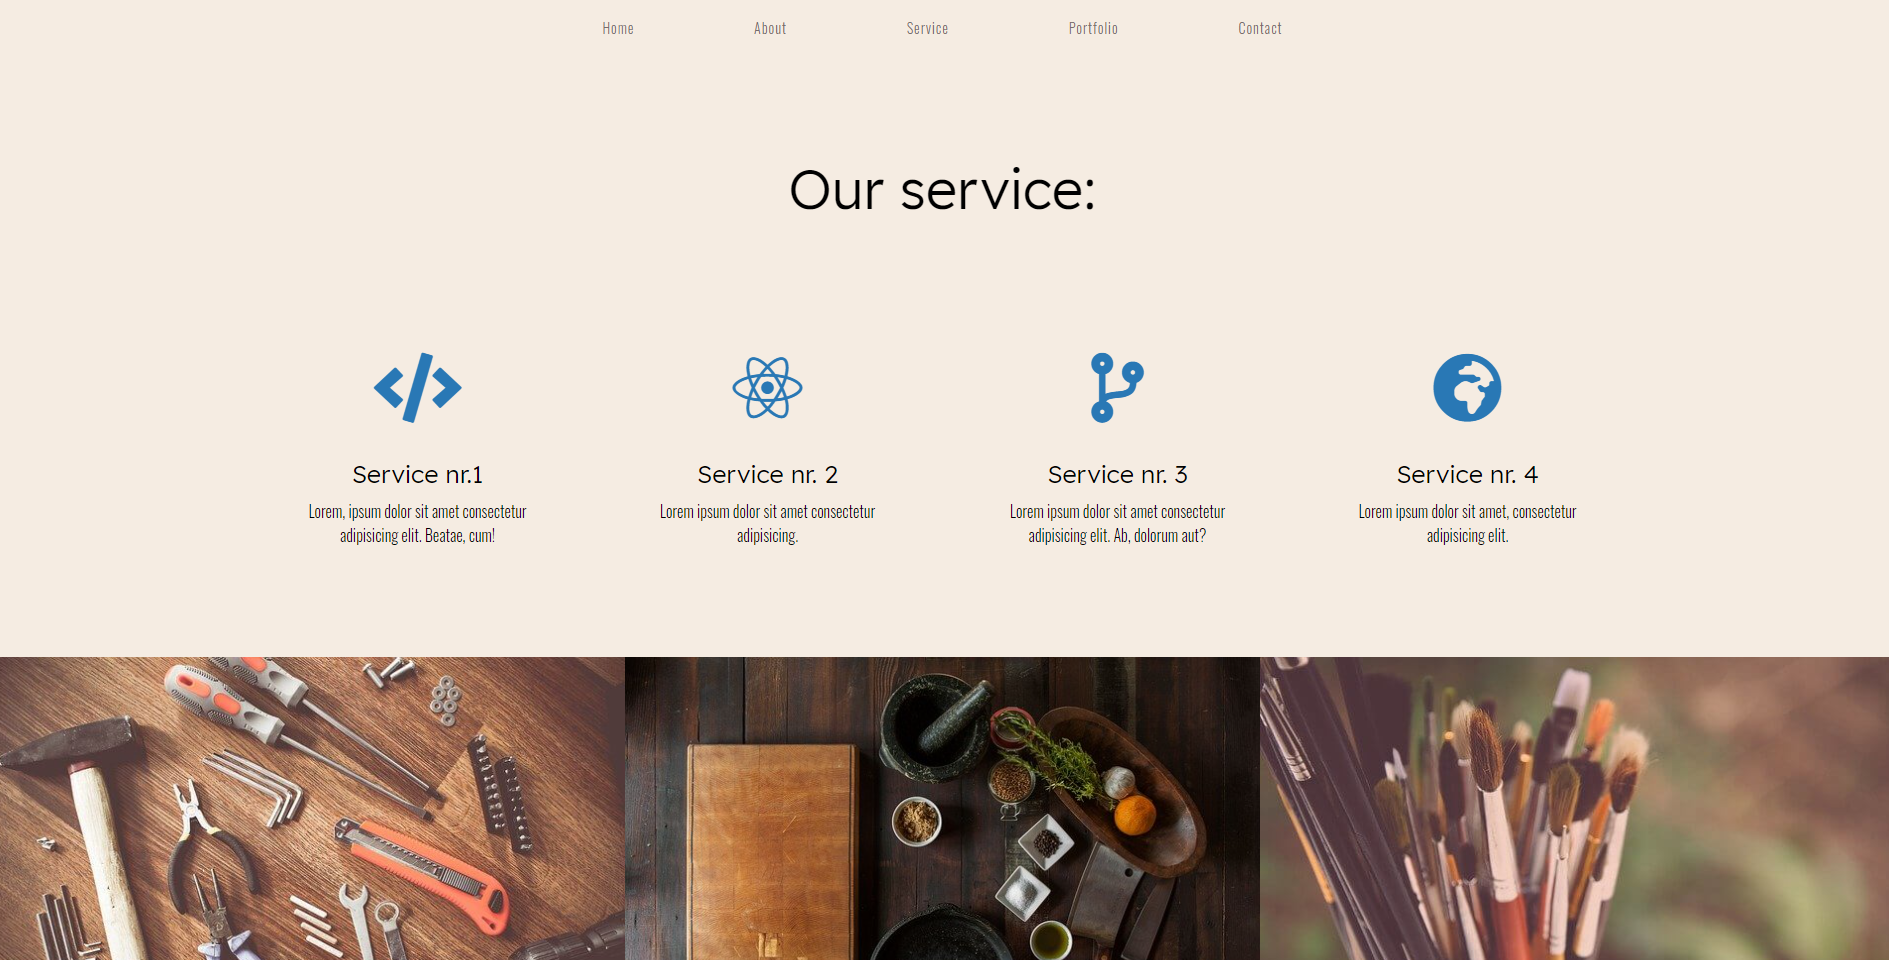 Home About Service Portfolio Contact
Our service:
Service nr.1
Lorem, ipsum dolor sit amet consectetur
adipisicing elit. Beatae, cum!
Service nr. 2
Lorem ipsum dolor sit amet consectetur
adipisicing.
Service nr. 3
Lorem ipsum dolor sit amet consectetur
adipisicing elit. Ab, dolorum aut?
Service nr. 4
Lorem ipsum dolor sit amet, consectetur
adipisicing elit.